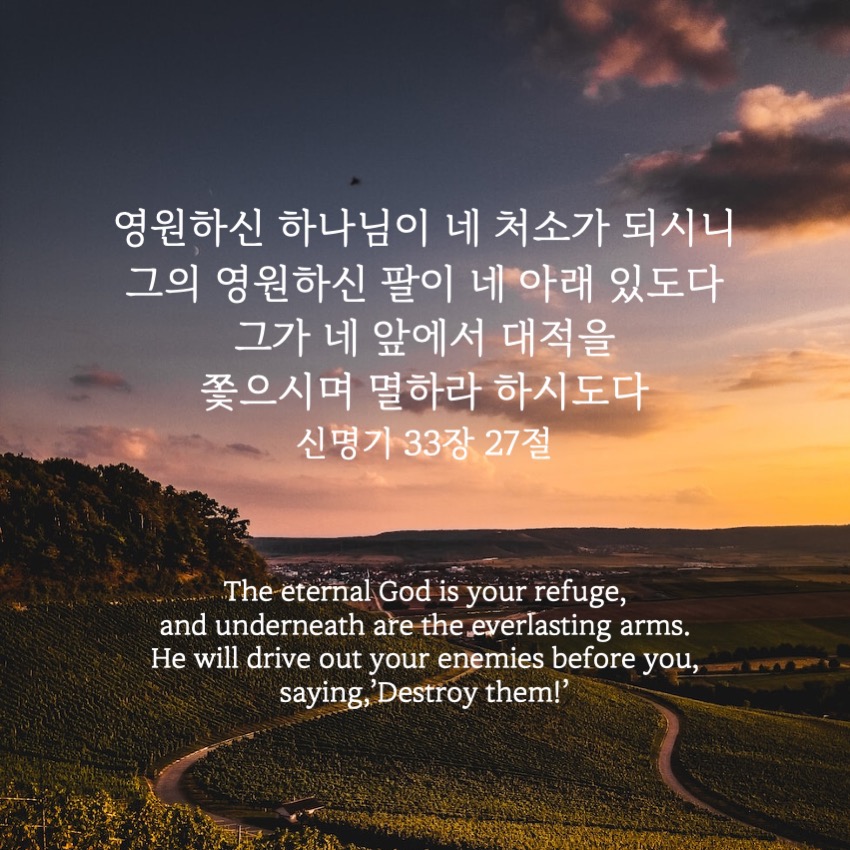 영원하신 하나님이 네 처소가 되시니
그의 영원하신 팔이 네 아래 있도다
그가 네 앞에서 대적을
쫓으시며 멸하라 하시도다
신명기 33장 27절
The eternal God is your refuge,
and underneath are the everlasting arms.
He will drive out your enemies before you,
saying,’Destroy them!’